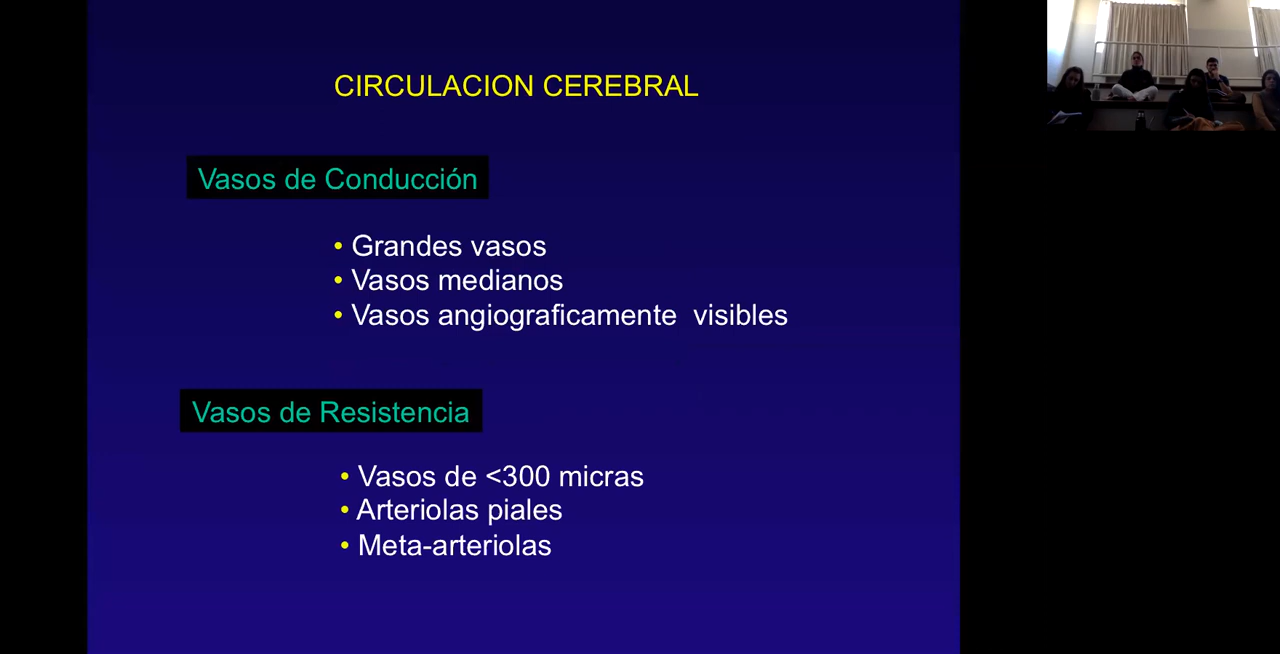 CIRCULACION CEREBRAL
Vasos de Conducción
• Grandes vasos
• Vasos medianos
• Vasos angiograficamente visibles
Vasos de Resistencia
• Vasos de <300 micras
• Arteriolas piales
• Meta-arteriolas